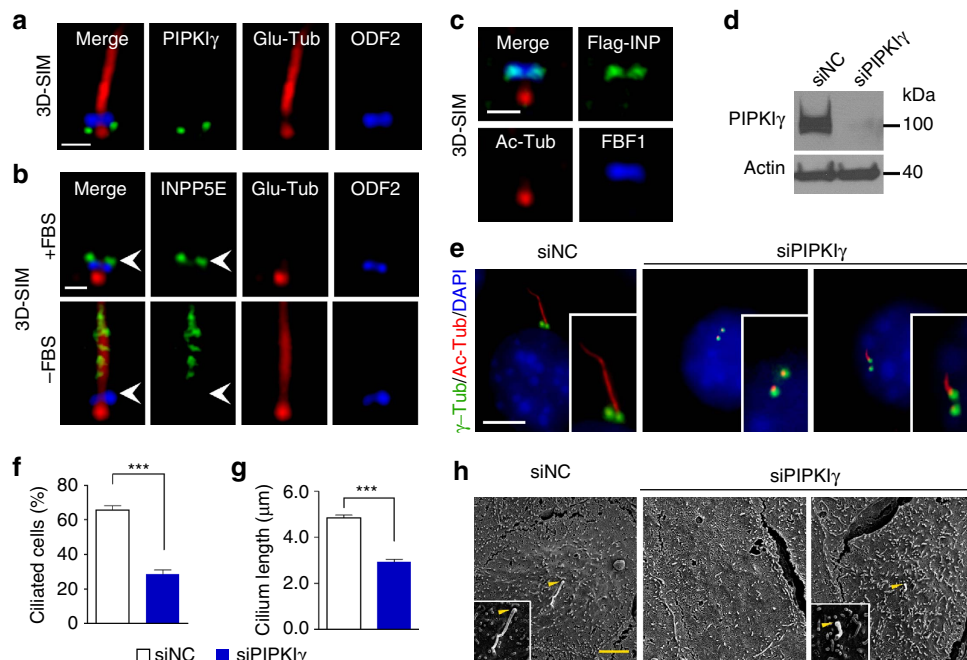 a
Merge PIPKIγ Glu-Tub ODF2
3D-SIM
b
Merge INPP5E Glu-Tub ODF2
+FBS
–FBS
3D-SIM
c
Merge Flag-INP
Ac-Tub FBF1
3D-SIM
d
siNC siPIPKIγ
kDa
PIPKIγ 100
Actin 40
e
siNC siPIPKIγ
γ–Tub/Ac-Tub/DAPI
f
***
Ciliated cells (%)
80
60
40
20
0
g
***
Cilium length (μm)
6.0
4.0
2.0
0.0
siNC siPIPKIγ
h
siNC siPIPKIγ